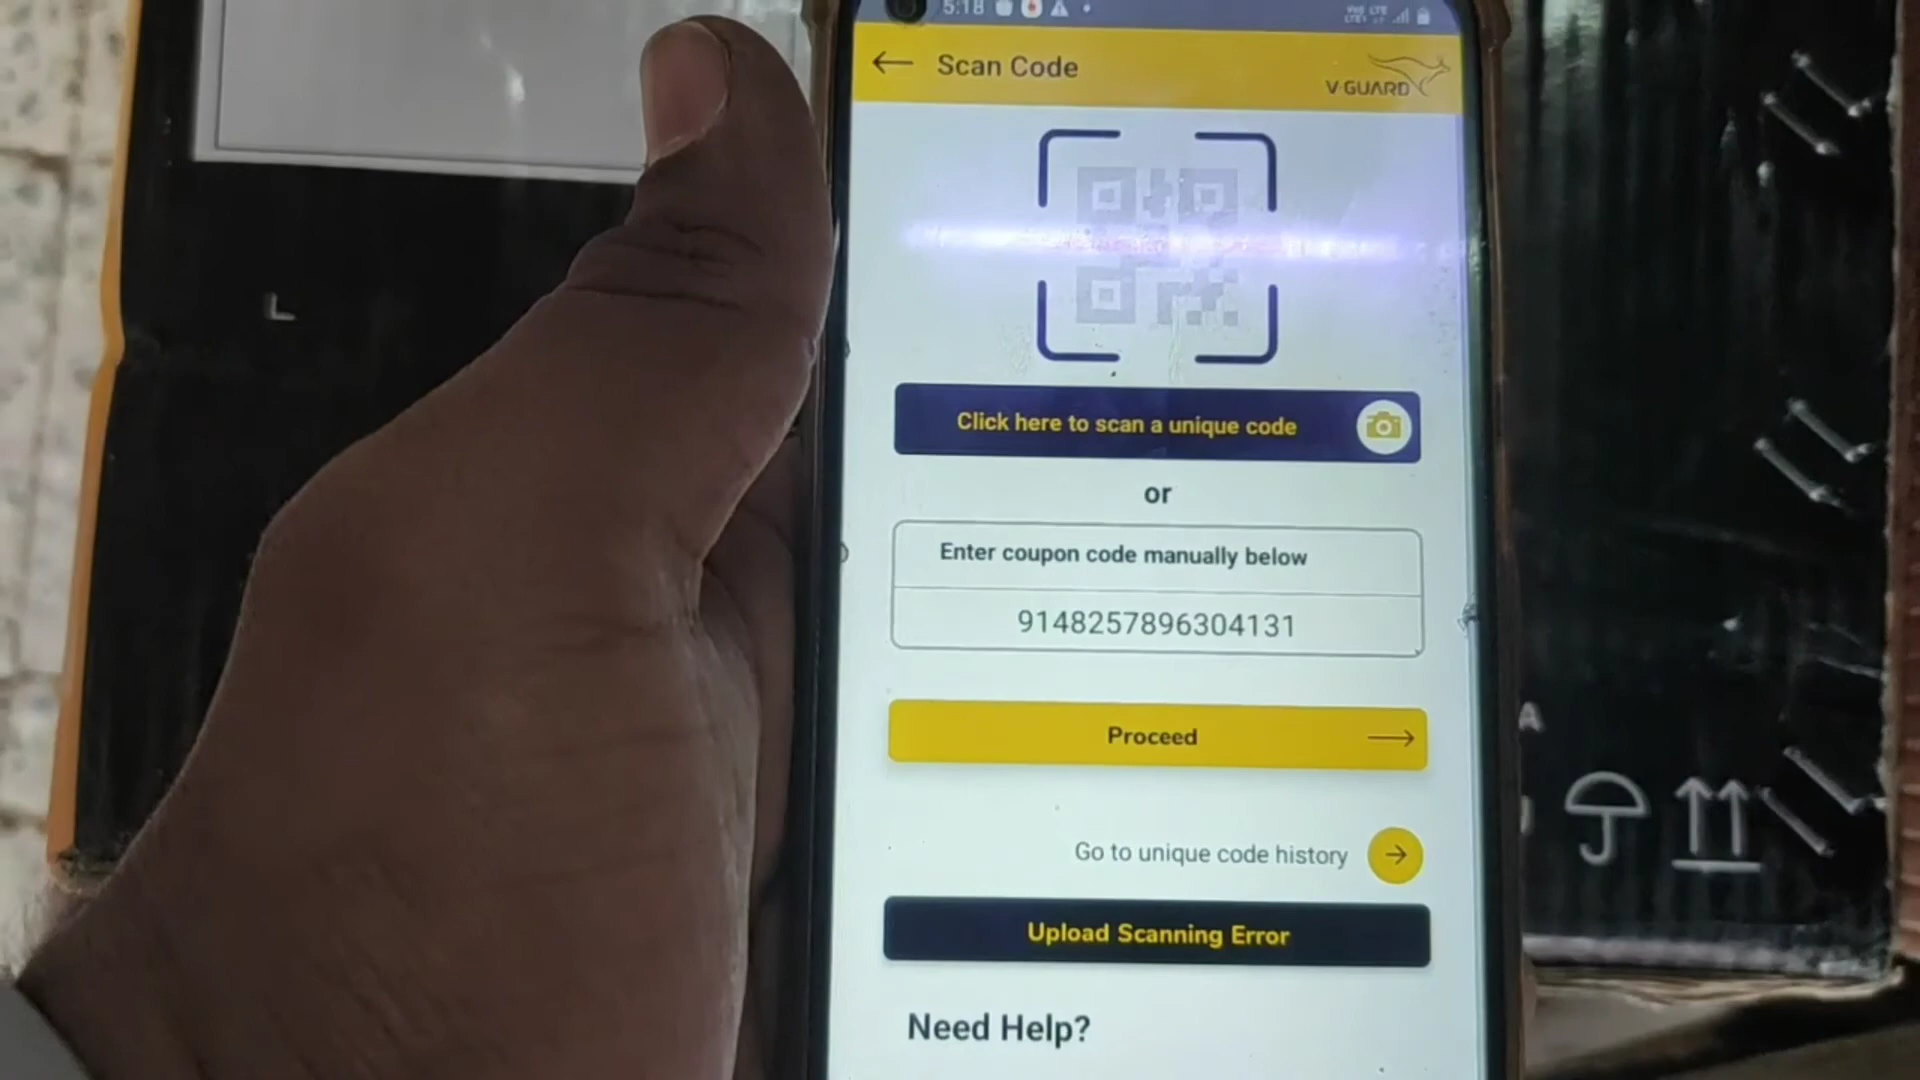 5:18
Scan Code
V-GUARD
Click here to scan a unique code
or
Enter coupon code manually below
9148257896304131
Proceed
Go to unique code history
Upload Scanning Error
Need Help?
L
A